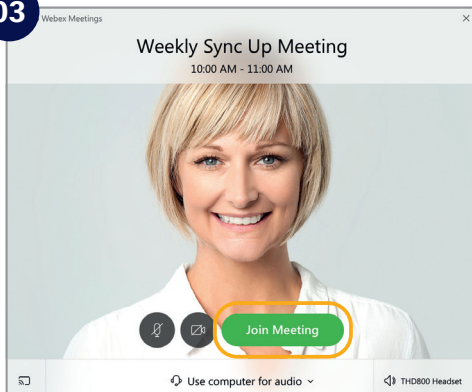 03
Webex Meetings
Weekly Sync Up Meeting
10:00 AM - 11:00 AM
Join Meeting
Use computer for audio
THD800 Headset